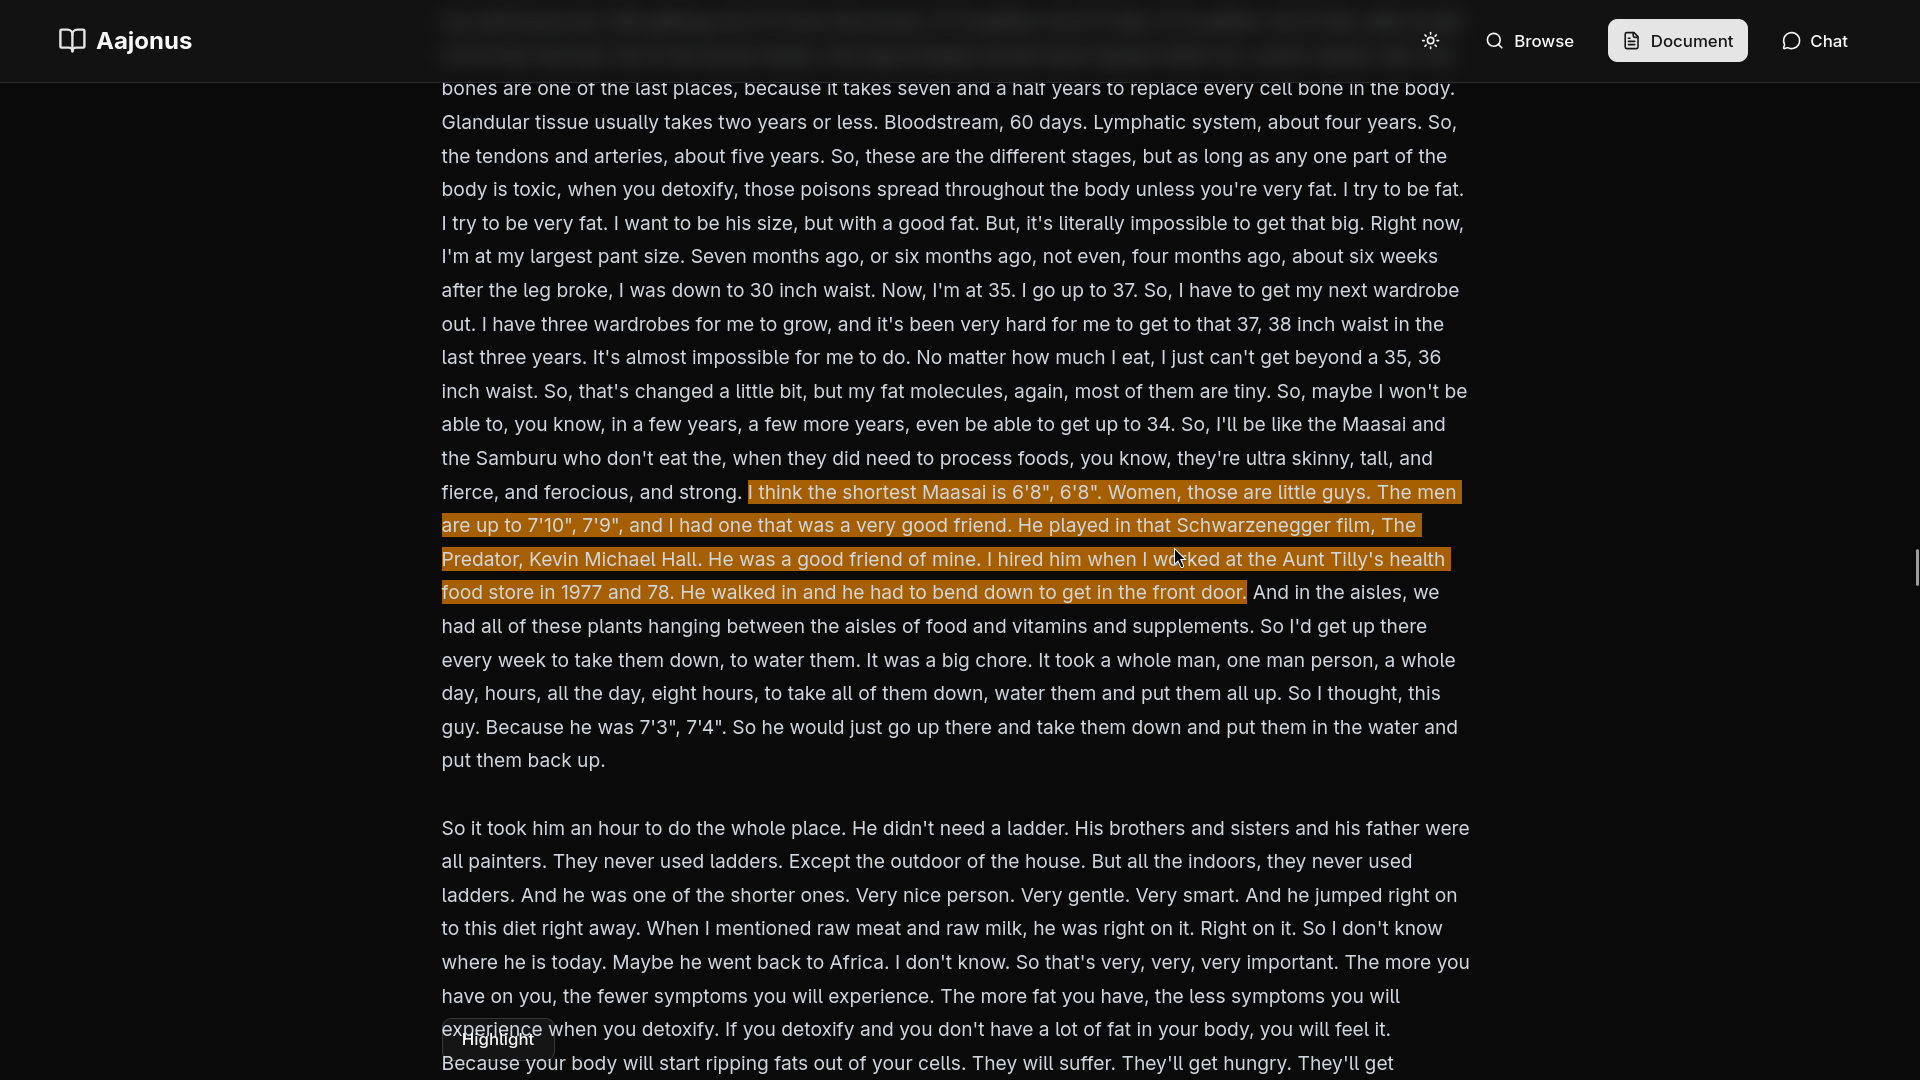 Aajonus
Browse
Document
Chat
bones are one of the last places, because it takes seven and a half years to replace every cell bone in the body.
Glandular tissue usually takes two years or less. Bloodstream, 60 days. Lymphatic system, about four years. So,
the tendons and arteries, about five years. So, these are the different stages, but as long as any one part of the
body is toxic, when you detoxify, those poisons spread throughout the body unless you're very fat. I try to be fat.
I try to be very fat. I want to be his size, but with a good fat. But, it's literally impossible to get that big. Right now,
I'm at my largest pant size. Seven months ago, or six months ago, not even, four months ago, about six weeks
after the leg broke, I was down to 30 inch waist. Now, I'm at 35. I go up to 37. So, I have to get my next wardrobe
out. I have three wardrobes for me to grow, and it's been very hard for me to get to that 37, 38 inch waist in the
last three years. It's almost impossible for me to do. No matter how much I eat, I just can't get beyond a 35, 36
inch waist. So, that's changed a little bit, but my fat molecules, again, most of them are tiny. So, maybe I won't be
able to, you know, in a few years, a few more years, even be able to get up to 34. So, I'll be like the Maasai and
the Samburu who don't eat the, when they did need to process foods, you know, they're ultra skinny, tall, and
fierce, and ferocious, and strong. I think the shortest Maasai is 6'8", 6'8". Women, those are little guys. The men
are up to 7'10", 7'9", and I had one that was a very good friend. He played in that Schwarzenegger film, The
Predator, Kevin Michael Hall. He was a good friend of mine. I hired him when I worked at the Aunt Tilly's health
food store in 1977 and 78. He walked in and he had to bend down to get in the front door. And in the aisles, we
had all of these plants hanging between the aisles of food and vitamins and supplements. So I'd get up there
every week to take them down, to water them. It was a big chore. It took a whole man, one man person, a whole
day, hours, all the day, eight hours, to take all of them down, water them and put them all up. So I thought, this
guy. Because he was 7'3", 7'4". So he would just go up there and take them down and put them in the water and
put them back up.
So it took him an hour to do the whole place. He didn't need a ladder. His brothers and sisters and his father were
all painters. They never used ladders. Except the outdoor of the house. But all the indoors, they never used
ladders. And he was one of the shorter ones. Very nice person. Very gentle. Very smart. And he jumped right on
to this diet right away. When I mentioned raw meat and raw milk, he was right on it. Right on it. So I don't know
where he is today. Maybe he went back to Africa. I don't know. So that's very, very, very important. The more you
have on you, the fewer symptoms you will experience. The more fat you have, the less symptoms you will
experience when you detoxify. If you detoxify and you don't have a lot of fat in your body, you will feel it.
Highlight
Because your body will start ripping fats out of your cells. They will suffer. They'll get hungry. They'll get